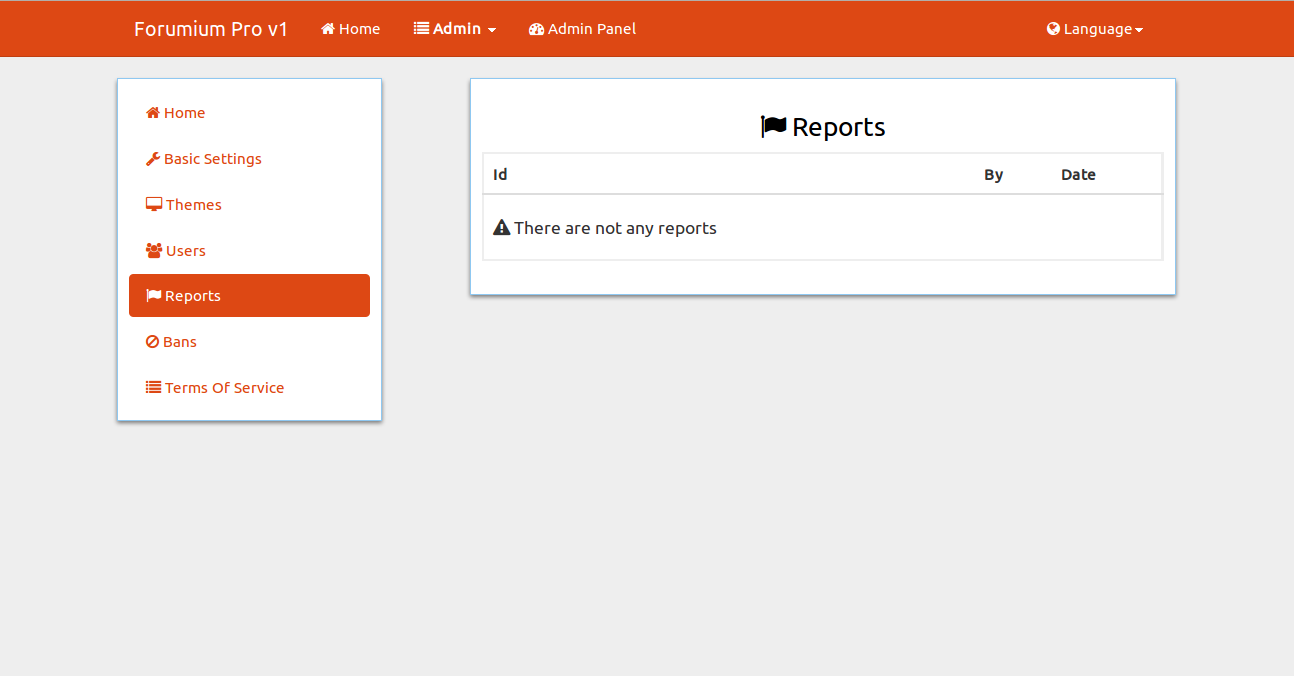 Forumium Pro v1 Home Admin Admin Panel Language
Home
Basic Settings
Themes
Users
Reports
Bans
Terms Of Service
Reports
Id By Date
There are not any reports